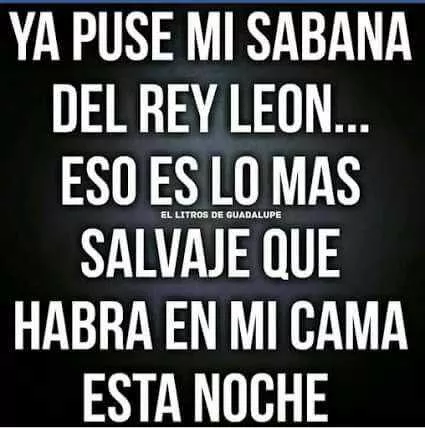 YA PUSE MI SABANA
DEL REY LEON...
ESO ES LO MAS
EL LITROS DE GUADALUPE
SALVAJE QUE
HABRA EN MI CAMA
ESTA NOCHE